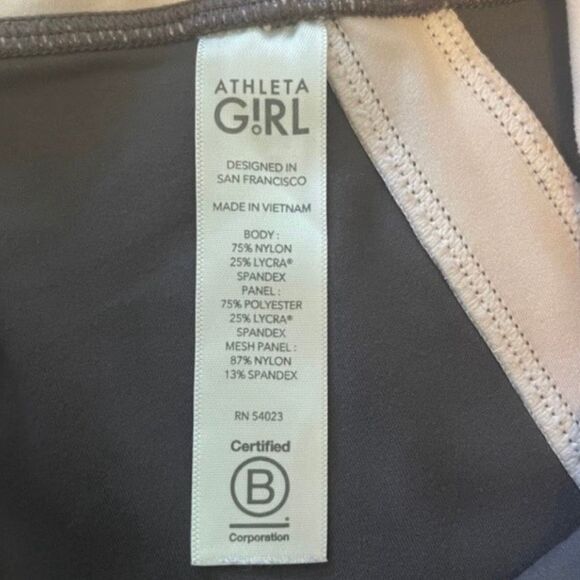 ATHLETA
G!RL
DESIGNED IN
SAN FRANCISCO
MADE IN VIETNAM
BODY :
75% NYLON
25% LYCRA®
SPANDEX
PANEL :
75% POLYESTER
25% LYCRA®
SPANDEX
MESH PANEL :
87% NYLON
13% SPANDEX
RN 54023
Certified
B
Corporation